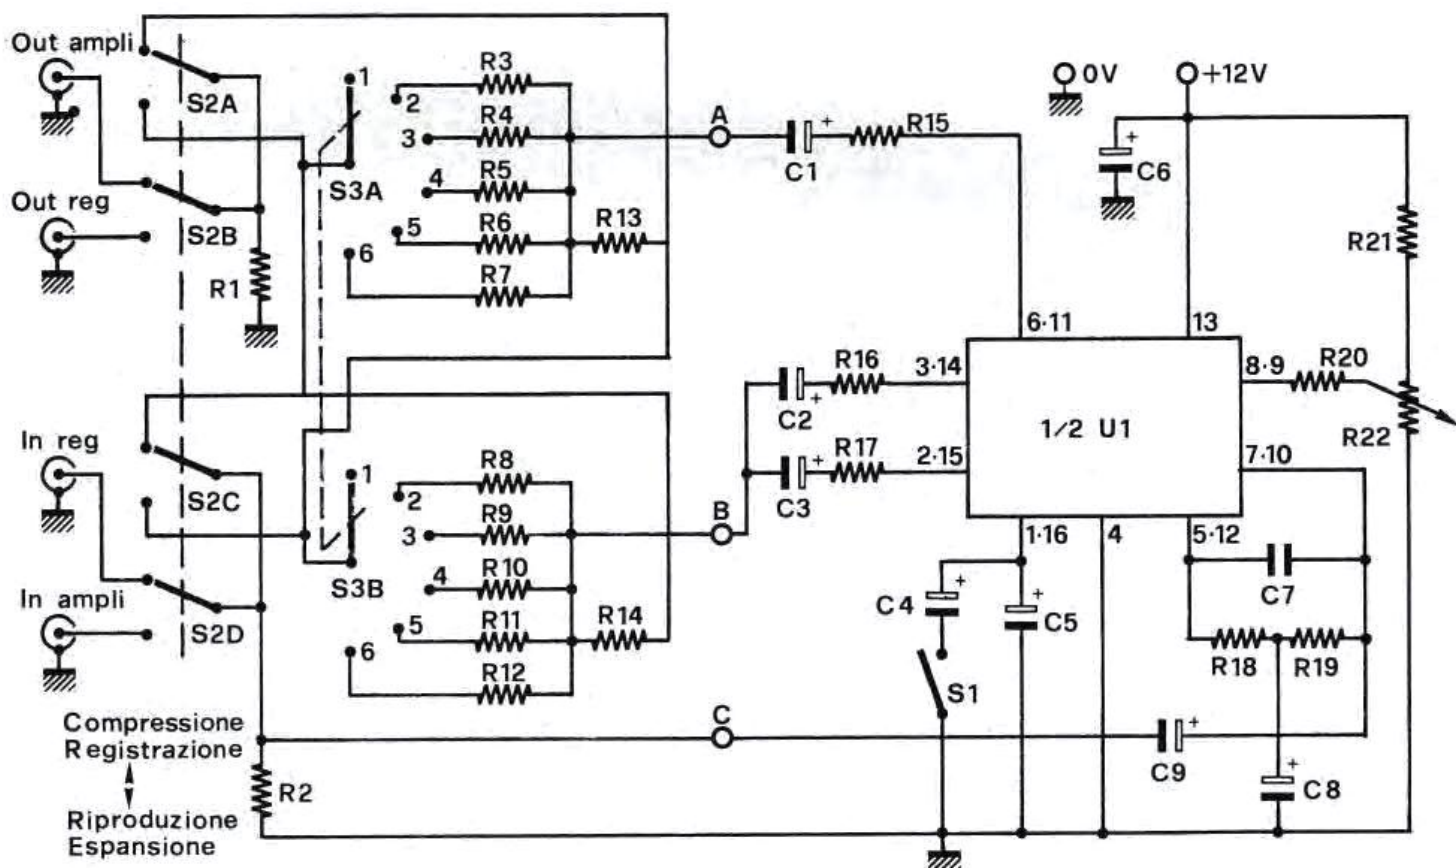 Out ampli
S2A
Out reg
S2B
R1
1
2
3
4
5
6
S3A
R3
R4
R5
R6
R7
R13
A
C1
+
R15
0V
+12V
+
C6
R21
6·11
13
3·14
8·9
R20
R16
C2
+
1/2 U1
R22
R17
2·15
7·10
C3
+
In reg
S2C
In ampli
S2D
1
2
3
4
5
6
S3B
R8
R9
R10
R11
R12
R14
B
1·16
4
5·12
C4
+
C5
+
C7
S1
R18
R19
C
C9
+
C8
+
Compressione
Registrazione
Riproduzione
Espansione
R2